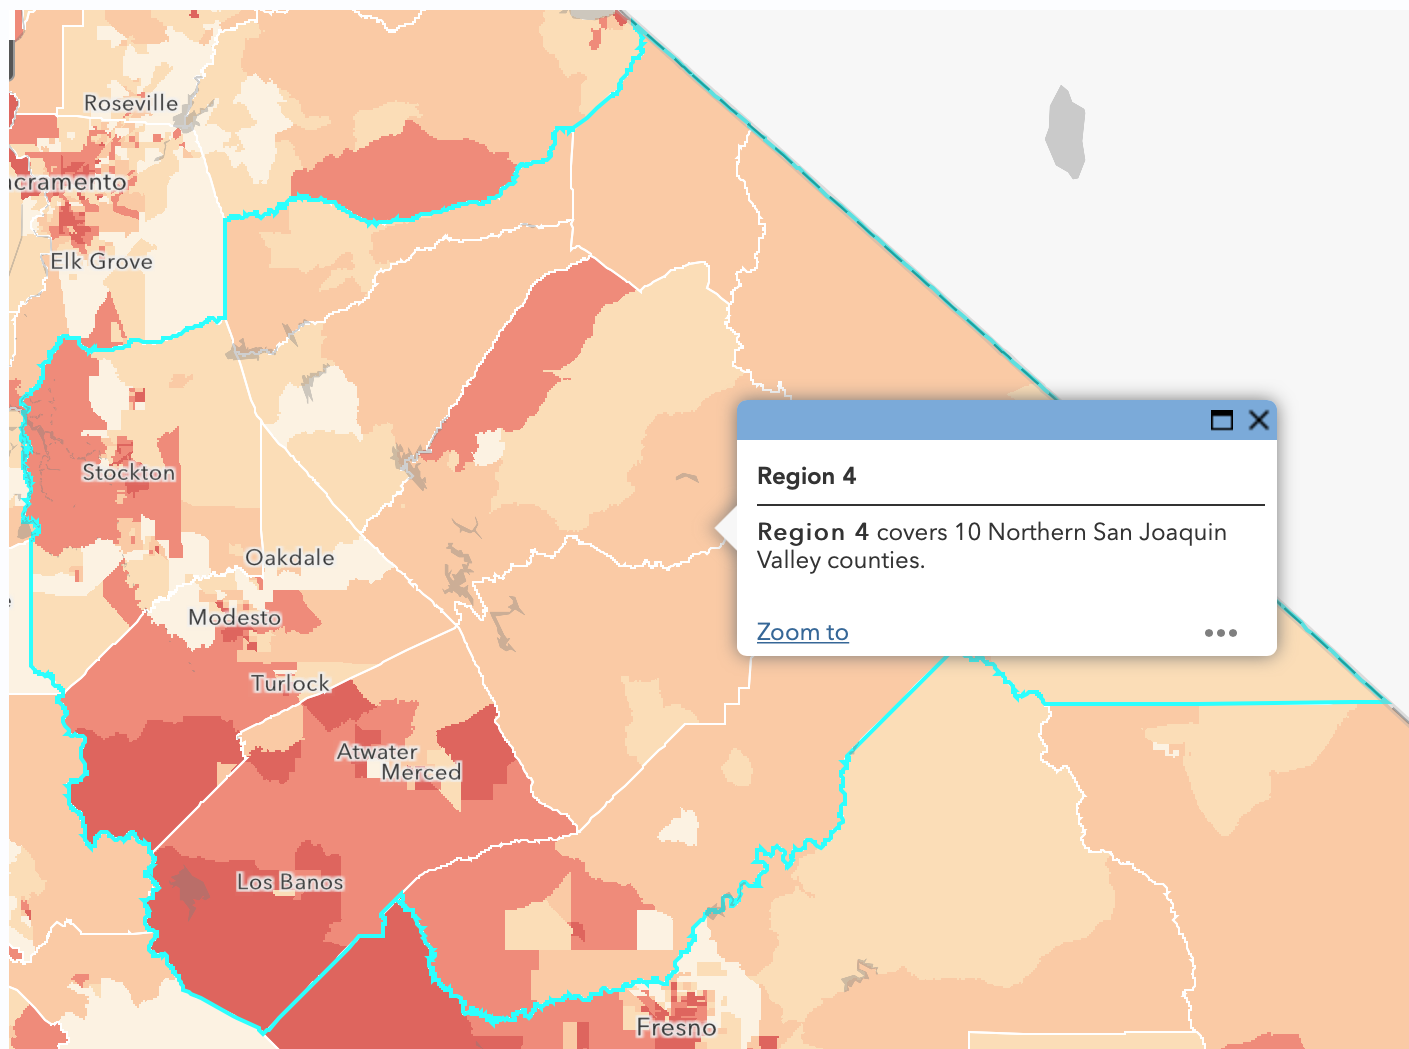 Roseville
acramento
Elk Grove
Stockton
Oakdale
Modesto
Turlock
Atwater
Merced
Los Banos
Fresno
Region 4
Region 4 covers 10 Northern San Joaquin
Valley counties.
Zoom to